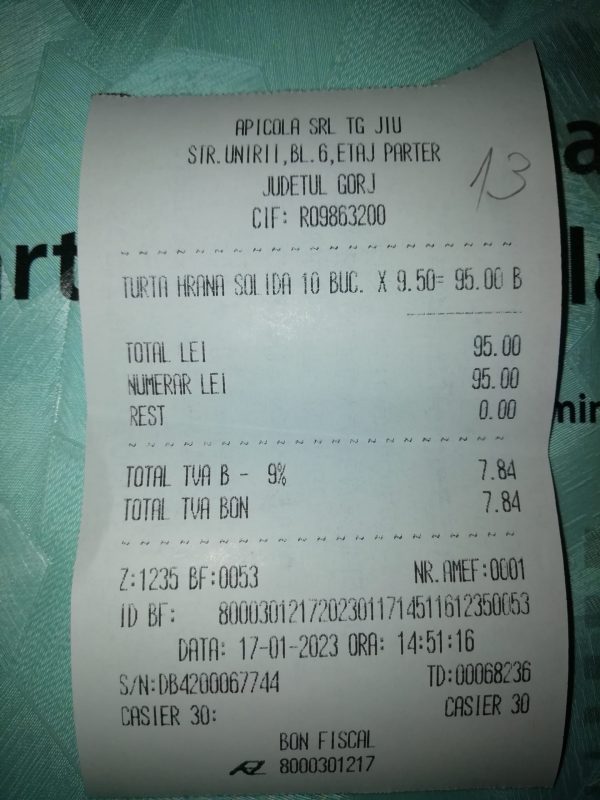 APICOLA SRL TG JIU
STR.UNIRII,BL.6,ETAJ PARTER
JUDETUL GORJ
CIF: RO9863200
13
TURTA HRANA SOLIDA 10 BUC. X 9.50= 95.00 B
TOTAL LEI 95.00
NUMERAR LEI 95.00
REST 0.00
TOTAL TVA B - 9% 7.84
TOTAL TVA BON 7.84
Z:1235 BF:0053 NR.AMEF:0001
ID BF: 80003012172023011714511612350053
DATA: 17-01-2023 ORA: 14:51:16
S/N:DB4200067744 TD:00068236
CASIER 30: CASIER 30
BON FISCAL
8000301217